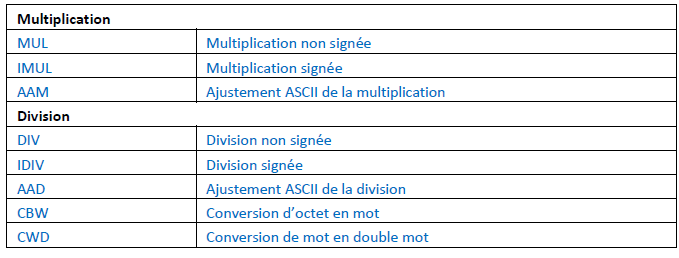 Multiplication
MUL Multiplication non signée
IMUL Multiplication signée
AAM Ajustement ASCII de la multiplication
Division
DIV Division non signée
IDIV Division signée
AAD Ajustement ASCII de la division
CBW Conversion d’octet en mot
CWD Conversion de mot en double mot